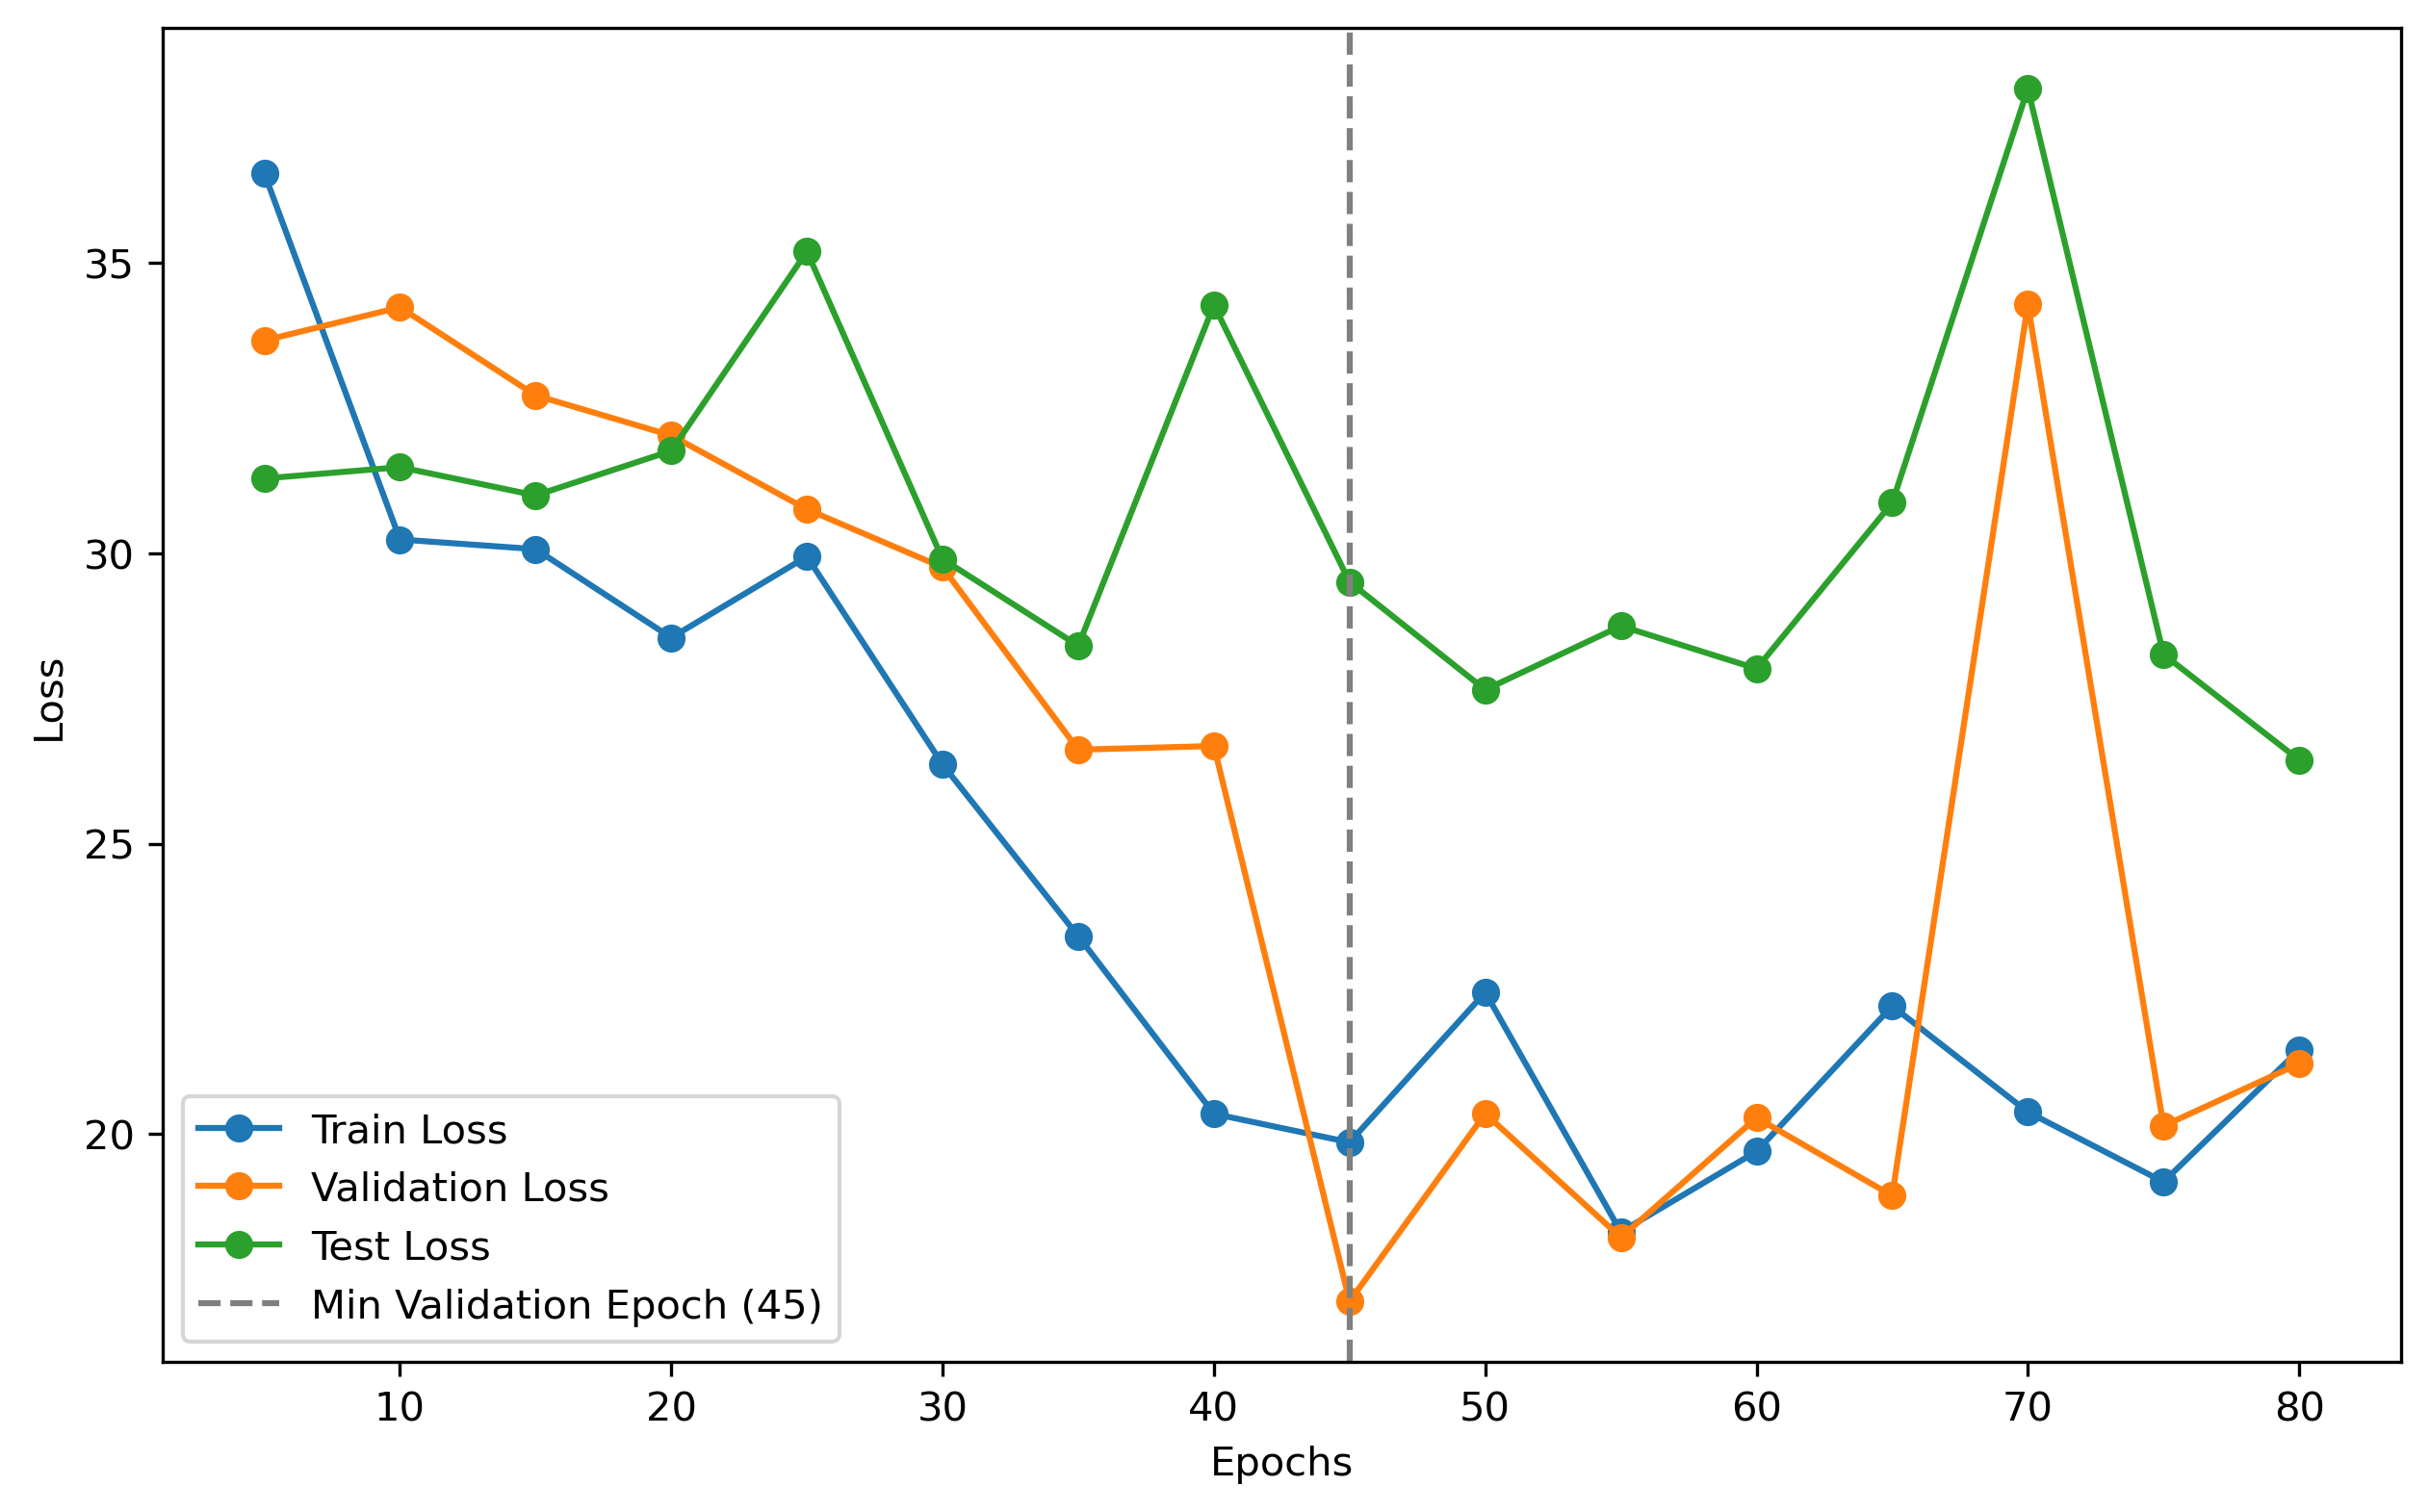 35
30
25
20
Loss
Train Loss
Validation Loss
Test Loss
Min Validation Epoch (45)
10 20 30 40 50 60 70 80
Epochs